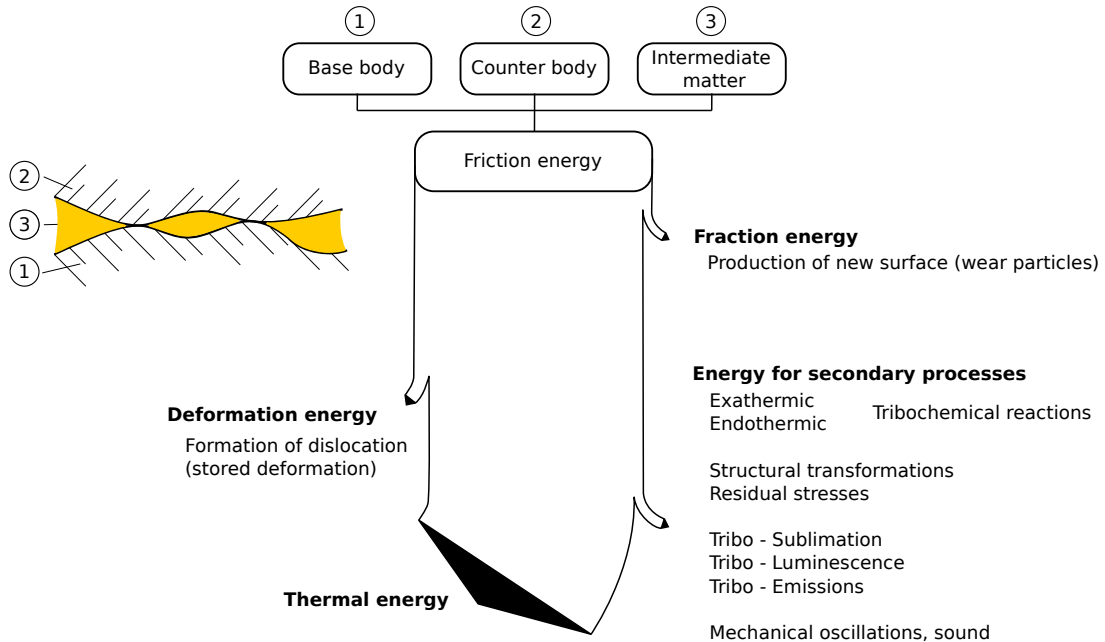 1
2
3
Base body
Counter body
Intermediate
matter
Friction energy
2
3
1
Fraction energy
Production of new surface (wear particles)
Deformation energy
Formation of dislocation
(stored deformation)
Energy for secondary processes
Exathermic
Endothermic
Tribochemical reactions
Structural transformations
Residual stresses
Tribo - Sublimation
Tribo - Luminescence
Tribo - Emissions
Mechanical oscillations, sound
Thermal energy